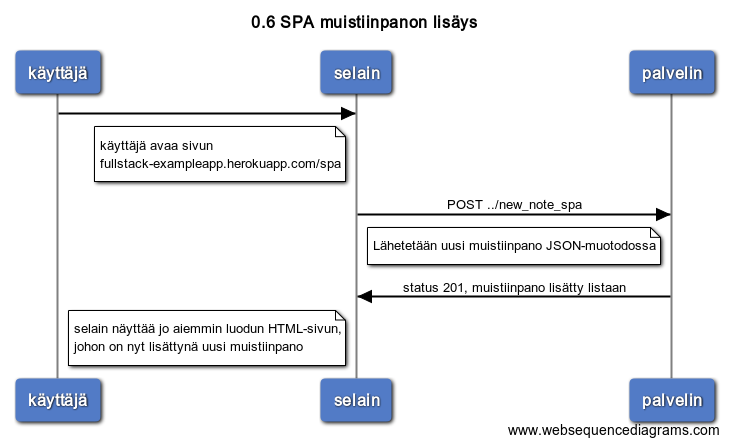 0.6 SPA muistiinpanon lisäys
käyttäjä
selain
palvelin
käyttäjä avaa sivun
fullstack-exampleapp.herokuapp.com/spa
POST ../new_note_spa
Lähetetään uusi muistiinpano JSON-muotodossa
status 201, muistiinpano lisätty listaan
selain näyttää jo aiemmin luodun HTML-sivun,
johon on nyt lisättynä uusi muistiinpano
käyttäjä
selain
palvelin
www.websequencediagrams.com